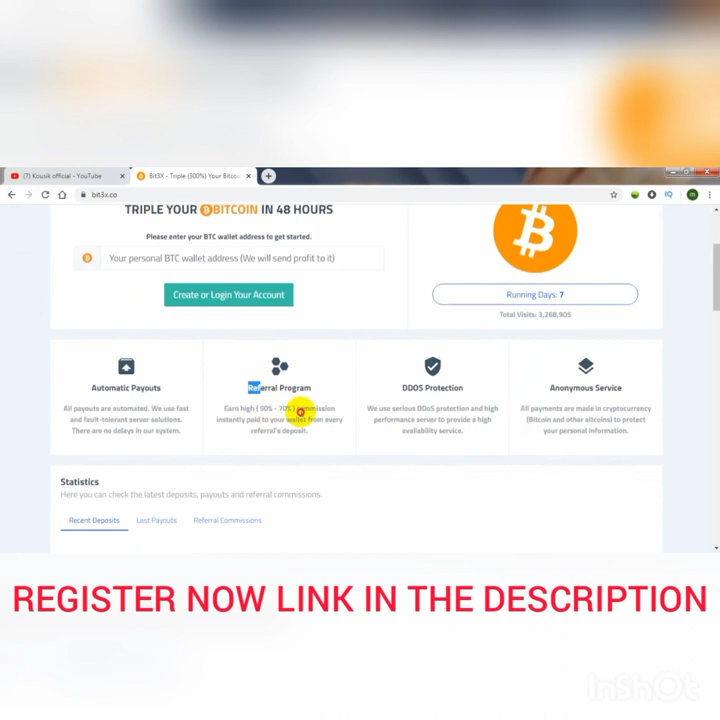 (7) Kousik official - YouTube
Bit3X - Triple (300%) Your Bitcoi
bit3x.co
IQ
m
TRIPLE YOUR BITCOIN IN 48 HOURS
Please enter your BTC wallet address to get started.
Your personal BTC wallet address (We will send profit to it)
Create or Login Your Account
Running Days: 7
Total Visits: 3,268,905
Automatic Payouts
All payouts are automated. We use fast
and fault-tolerant server solutions.
There are no delays in our system.
Referral Program
Earn high ( 50% - 70% ) commission
instantly paid to your wallet from every
referral's deposit.
DDOS Protection
We use serious DDoS protection and high
performance server to provide a high
availability service.
Anonymous Service
All payments are made in cryptocurrency
(Bitcoin and other altcoins) to protect
your personal information.
Statistics
Here you can check the latest deposits, payouts and referral commissions.
Recent Deposits
Last Payouts
Referral Commissions
REGISTER NOW LINK IN THE DESCRIPTION
InShOt